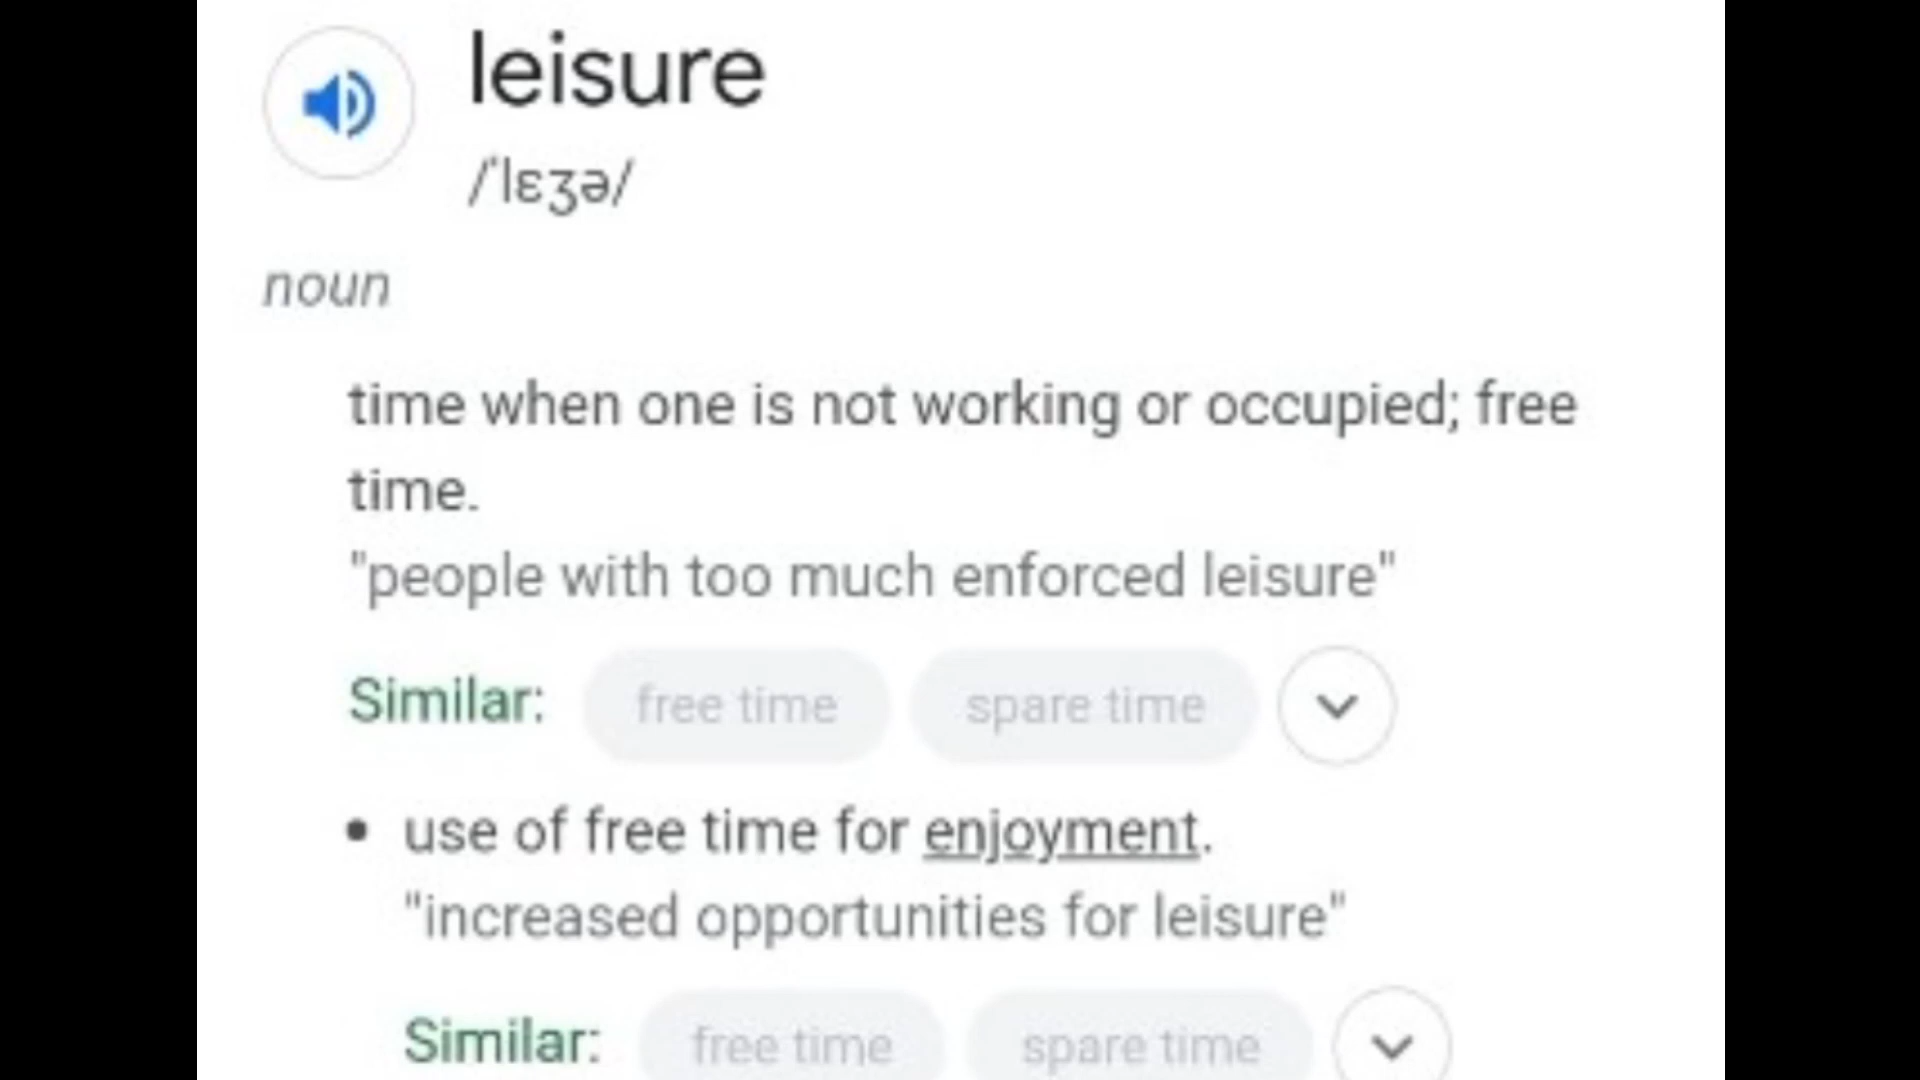 leisure
/ˈlɛʒə/
noun
time when one is not working or occupied; free
time.
"people with too much enforced leisure"
Similar: free time spare time
• use of free time for enjoyment.
"increased opportunities for leisure"
Similar: free time spare time